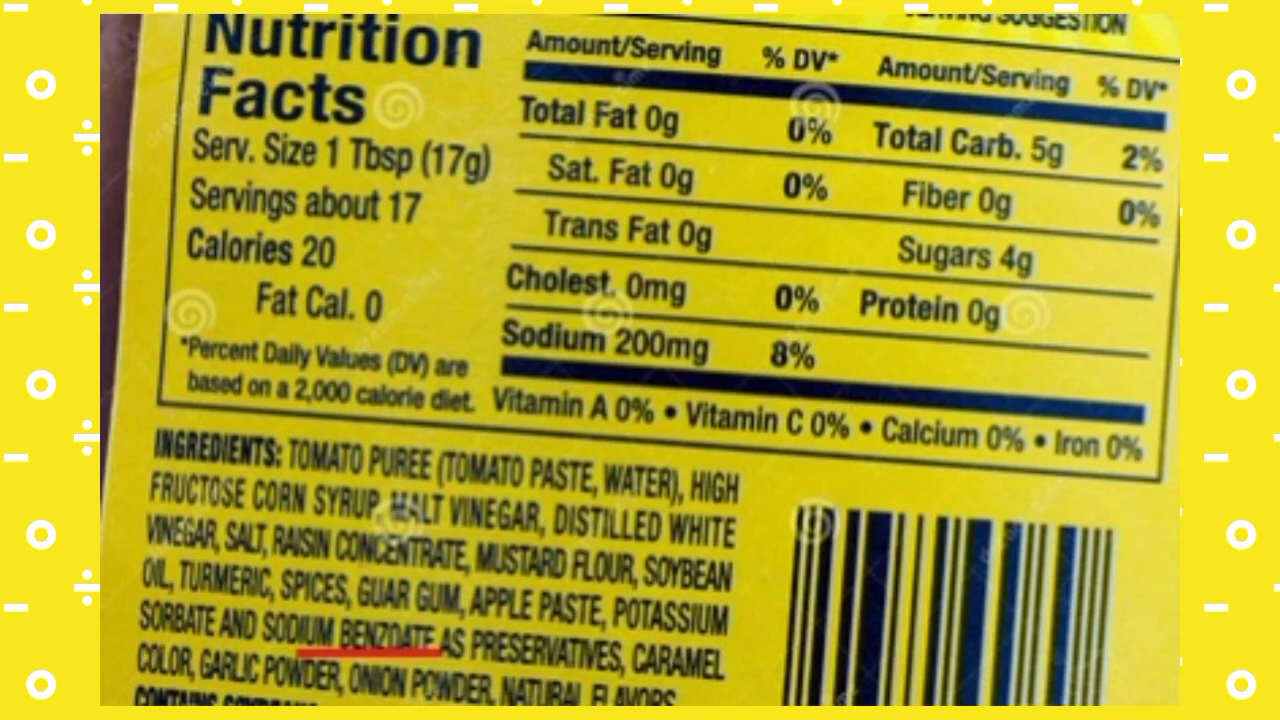 SERVING SUGGESTION
Nutrition
Facts
Serv. Size 1 Tbsp (17g)
Servings about 17
Calories 20
Fat Cal. 0
*Percent Daily Values (DV) are
based on a 2,000 calorie diet.
Amount/Serving % DV* Amount/Serving % DV*
Total Fat 0g 0% Total Carb. 5g 2%
Sat. Fat 0g 0% Fiber 0g 0%
Trans Fat 0g Sugars 4g
Cholest. 0mg 0% Protein 0g
Sodium 200mg 8%
Vitamin A 0% • Vitamin C 0% • Calcium 0% • Iron 0%
INGREDIENTS: TOMATO PUREE (TOMATO PASTE, WATER), HIGH
FRUCTOSE CORN SYRUP, MALT VINEGAR, DISTILLED WHITE
VINEGAR, SALT, RAISIN CONCENTRATE, MUSTARD FLOUR, SOYBEAN
OIL, TURMERIC, SPICES, GUAR GUM, APPLE PASTE, POTASSIUM
SORBATE AND SODIUM BENZOATE AS PRESERVATIVES, CARAMEL
COLOR, GARLIC POWDER, ONION POWDER, NATURAL FLAVORS